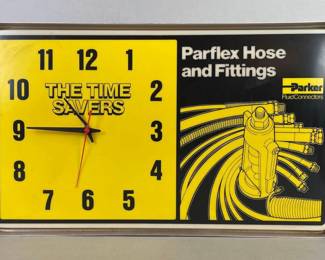 11 12 1
10 2
9 3
8 4
7 6 5
THE TIME
SAVERS
Parflex Hose
and Fittings
Parker
FluidConnectors